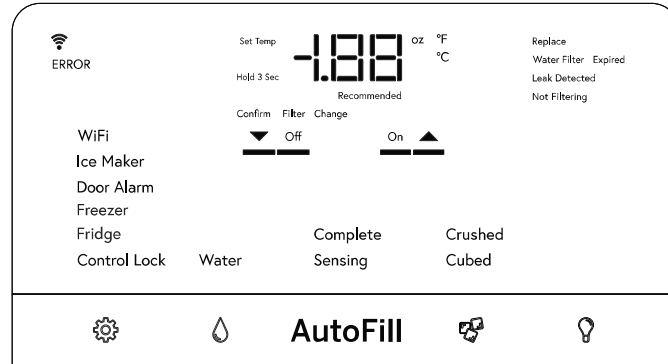 ERROR
Set Temp
Hold 3 Sec
-1.88 oz °F
°C
Recommended
Confirm Filter Change
Off On
Replace
Water Filter Expired
Leak Detected
Not Filtering
WiFi
Ice Maker
Door Alarm
Freezer
Fridge
Control Lock
Water
Complete
Sensing
Crushed
Cubed
AutoFill